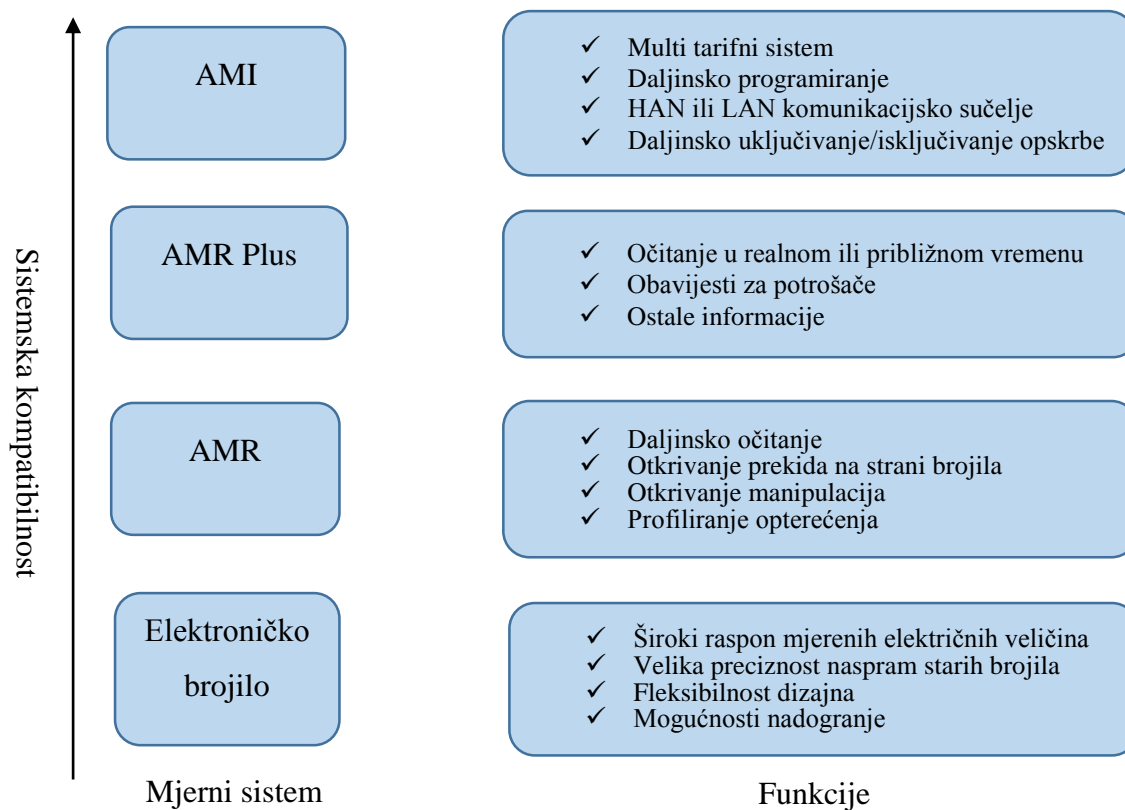 AMI
✓ Multi tarifni sistem
✓ Daljinsko programiranje
✓ HAN ili LAN komunikacijsko sučelje
✓ Daljinsko uključivanje/isključivanje opskrbe
AMR Plus
✓ Očitanje u realnom ili približnom vremenu
✓ Obavijesti za potrošače
✓ Ostale informacije
Sistemska kompatibilnost
AMR
✓ Daljinsko očitanje
✓ Otkrivanje prekida na strani brojila
✓ Otkrivanje manipulacija
✓ Profiliranje opterećenja
Elektroničko
brojilo
✓ Široki raspon mjerenih električnih veličina
✓ Velika preciznost naspram starih brojila
✓ Fleksibilnost dizajna
✓ Mogućnosti nadogranje
Mjerni sistem
Funkcije